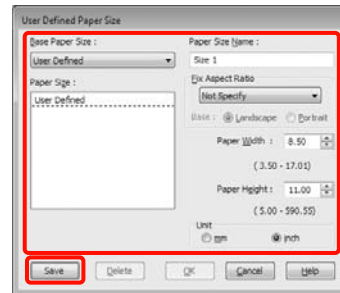 User Defined Paper Size
Base Paper Size :
User Defined
Paper Size :
User Defined
Paper Size Name :
Size 1
Fix Aspect Ratio
Not Specify
Base : Landscape Portrait
Paper Width : 8.50
(3.50 - 17.01)
Paper Height : 11.00
(5.00 - 590.55)
Unit
mm inch
Save Delete OK Cancel Help